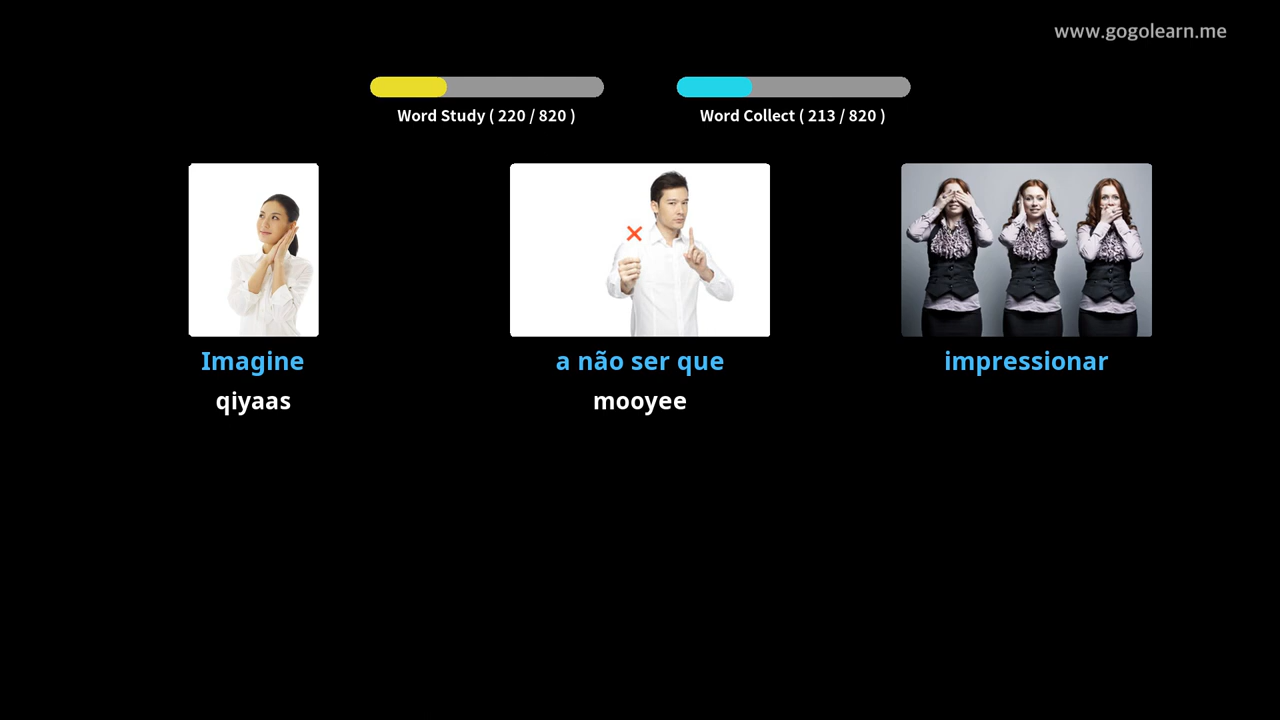 www.gogolearn.me
Word Study ( 220 / 820 )
Word Collect ( 213 / 820 )
Imagine
a não ser que
impressionar
qiyaas
mooyee